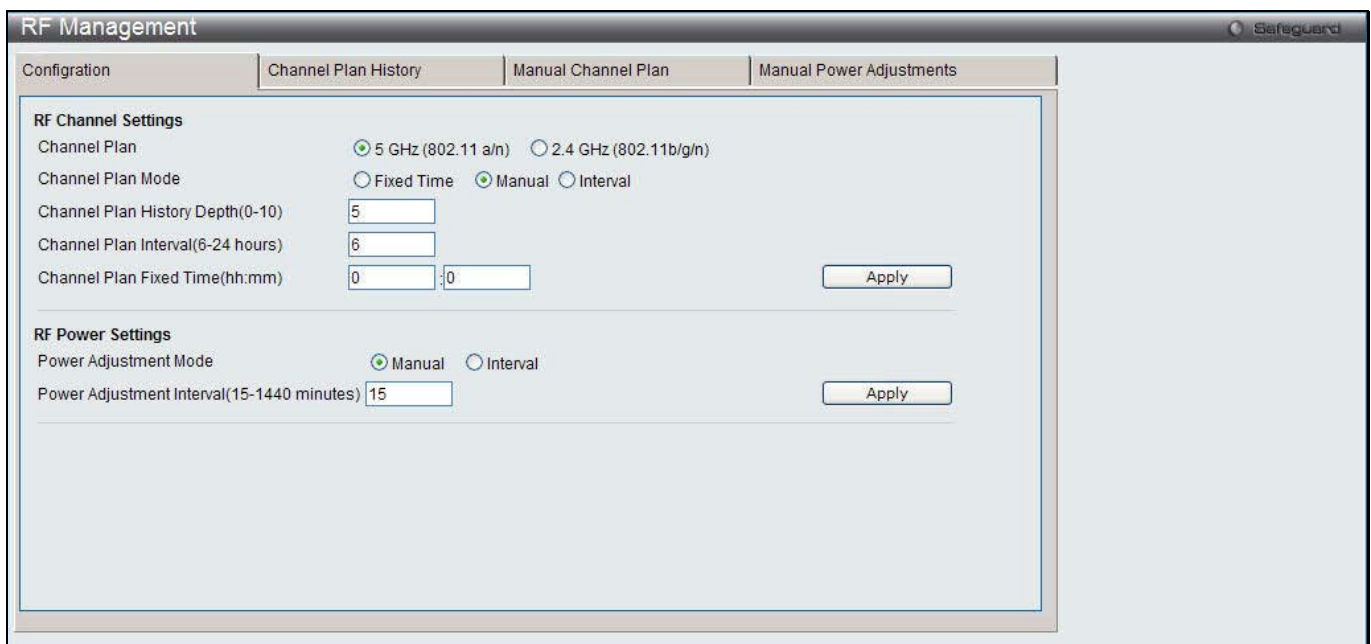 RF Management
Safeguard
Configration
Channel Plan History
Manual Channel Plan
Manual Power Adjustments
RF Channel Settings
Channel Plan
5 GHz (802.11 a/n)
2.4 GHz (802.11b/g/n)
Channel Plan Mode
Fixed Time
Manual
Interval
Channel Plan History Depth(0-10)
5
Channel Plan Interval(6-24 hours)
6
Channel Plan Fixed Time(hh:mm)
0
:
0
Apply
RF Power Settings
Power Adjustment Mode
Manual
Interval
Power Adjustment Interval(15-1440 minutes)
15
Apply